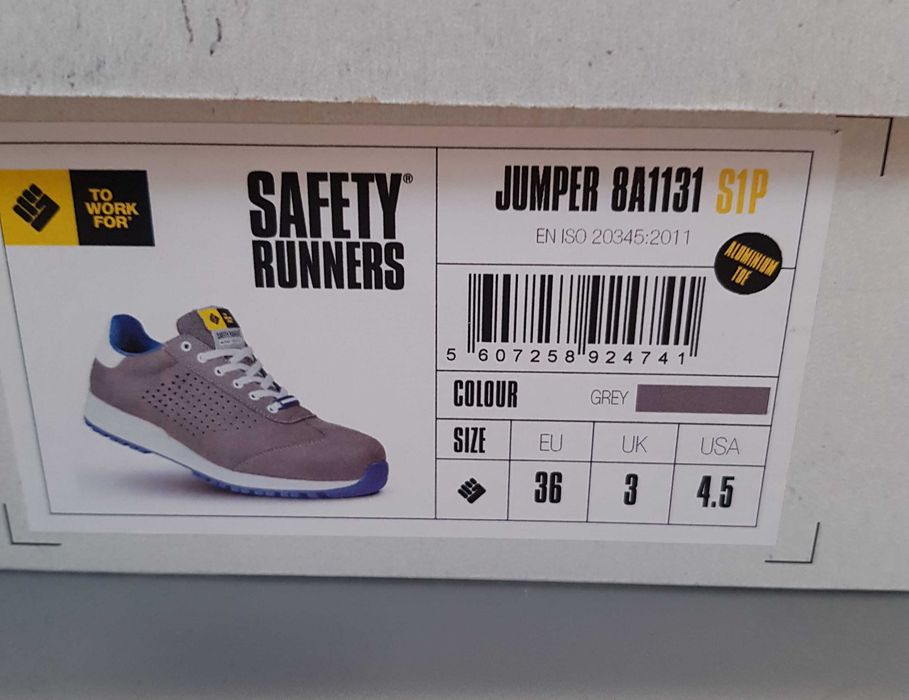 TO
WORK
FOR®
SAFETY®
RUNNERS
JUMPER 8A1131 S1P
EN ISO 20345:2011
ALUMINIUM
TOE
5 607258 924741
COLOUR GREY
SIZE EU UK USA
36 3 4.5